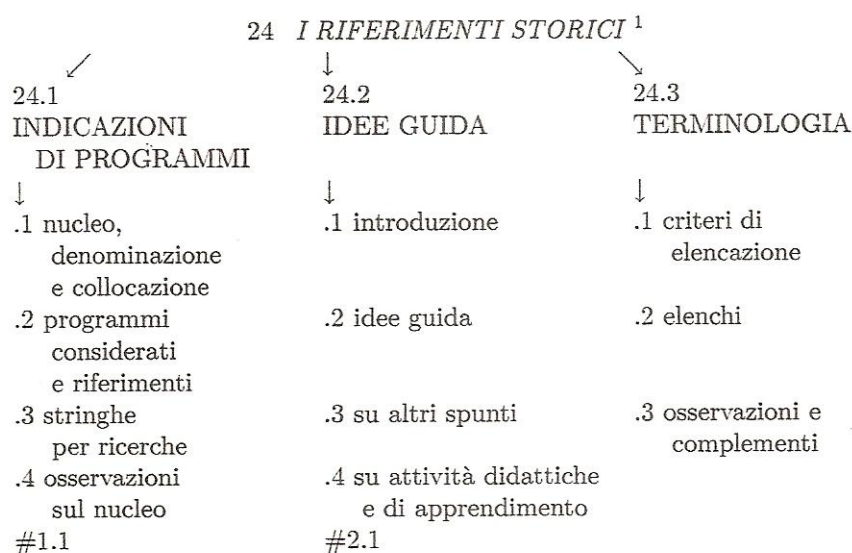 24 I RIFERIMENTI STORICI 1
↙ ↓ ↘
24.1
INDICAZIONI
DI PROGRAMMI
↓
.1 nucleo,
denominazione
e collocazione
.2 programmi
considerati
e riferimenti
.3 stringhe
per ricerche
.4 osservazioni
sul nucleo
#1.1
24.2
IDEE GUIDA
↓
.1 introduzione
.2 idee guida
.3 su altri spunti
.4 su attività didattiche
e di apprendimento
#2.1
24.3
TERMINOLOGIA
↓
.1 criteri di
elencazione
.2 elenchi
.3 osservazioni e
complementi